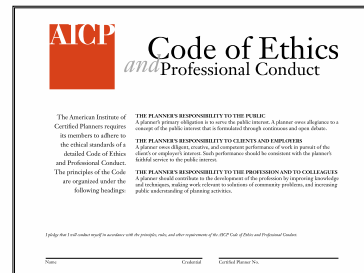 AICP
Code of Ethics
and Professional Conduct
The American Institute of
Certified Planners requires
its members to adhere to
the ethical standards of a
detailed Code of Ethics
and Professional Conduct.
The principles of the Code
are organized under the
following headings:
THE PLANNER'S RESPONSIBILITY TO THE PUBLIC
A planner's primary obligation is to serve the public interest. A planner owes allegiance to a
concept of the public interest that is formulated through continuous and open debate.
THE PLANNER'S RESPONSIBILITY TO CLIENTS AND EMPLOYERS
A planner owes diligent, creative, and competent performance of work in pursuit of the
client's or employer's interest. Such performance should be consistent with the planner's
faithful service to the public interest.
THE PLANNER'S RESPONSIBILITY TO THE PROFESSION AND TO COLLEAGUES
A planner should contribute to the development of the profession by improving knowledge
and techniques, making work relevant to solutions of community problems, and increasing
public understanding of planning activities.
I pledge that I will conduct myself in accordance with the principles, rules, and other requirements of the AICP Code of Ethics and Professional Conduct.
Name Credential Certified Planner No.